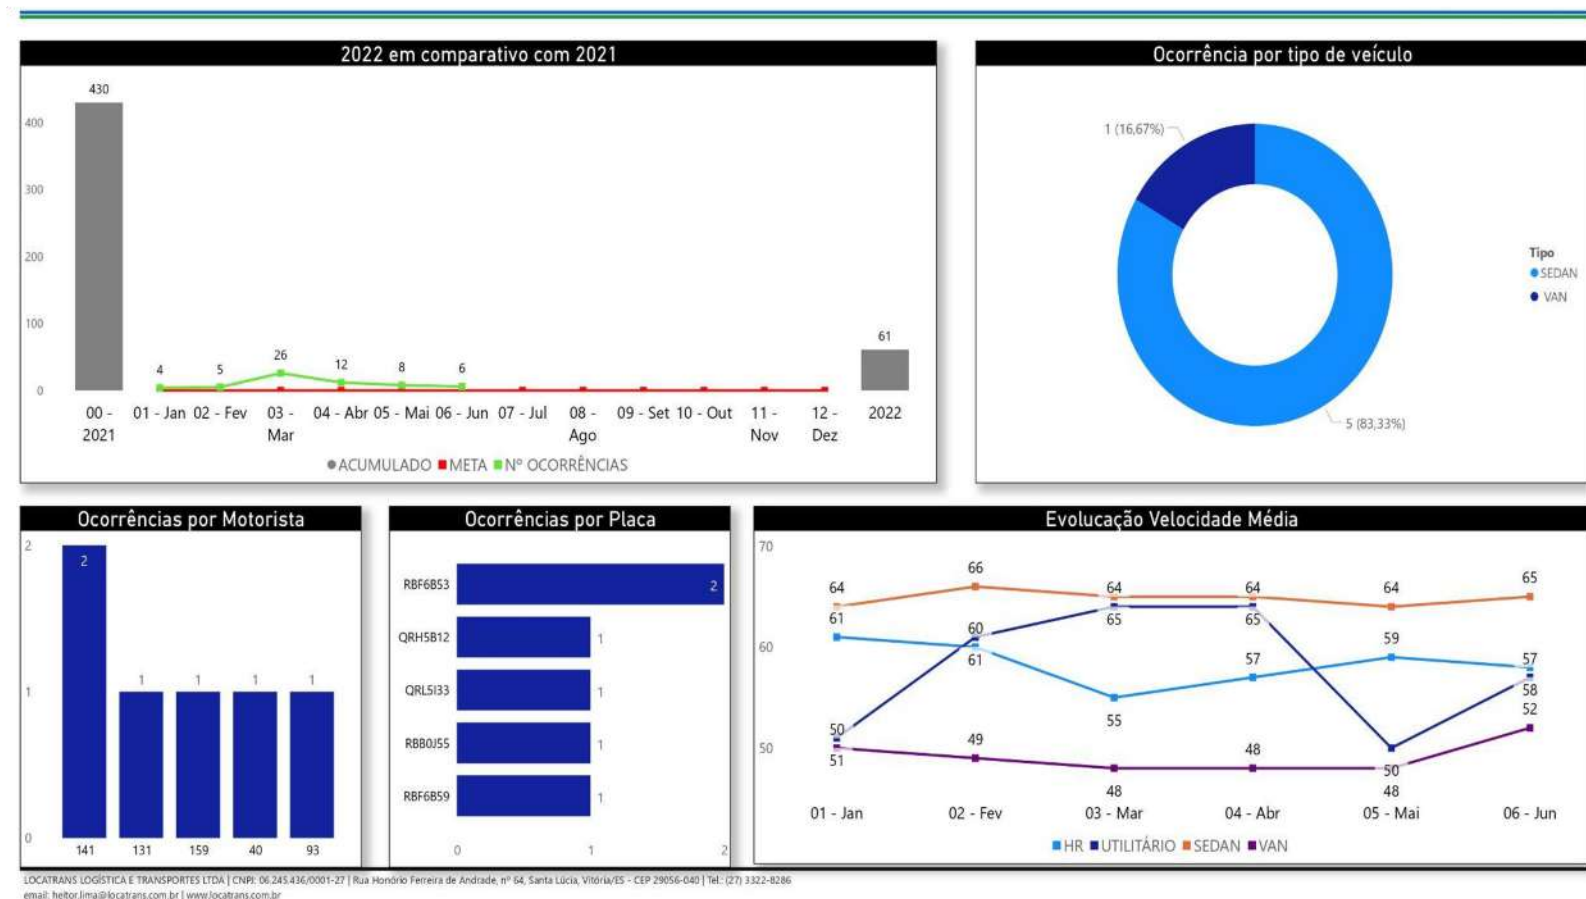 2022 em comparativo com 2021
430
400
300
200
100
0
4
5
26
12
8
6
61
00 - 2021
01 - Jan
02 - Fev
03 - Mar
04 - Abr
05 - Mai
06 - Jun
07 - Jul
08 - Ago
09 - Set
10 - Out
11 - Nov
12 - Dez
2022
ACUMULADO META Nº OCORRÊNCIAS
Ocorrência por tipo de veículo
1 (16,67%)
5 (83,33%)
Tipo
SEDAN
VAN
Ocorrências por Motorista
2
1
0
2
1
1
1
1
141
131
159
40
93
Ocorrências por Placa
RBF6B53
2
QRH5B12
1
QRL5I33
1
RBB0J55
1
RBF6B59
1
0
1
2
Evolucação Velocidade Média
70
60
50
64
66
64
64
64
65
61
60
61
65
65
59
57
57
58
55
50
51
49
48
48
50
48
52
01 - Jan
02 - Fev
03 - Mar
04 - Abr
05 - Mai
06 - Jun
HR UTILITÁRIO SEDAN VAN
LOCATRANS LOGÍSTICA E TRANSPORTES LTDA | CNPJ: 06.245.436/0001-27 | Rua Honório Ferreira de Andrade, nº 64, Santa Lúcia, Vitória/ES - CEP 29056-040 | Tel.: (27) 3322-8286
email: heitor.lima@locatrans.com.br | www.locatrans.com.br